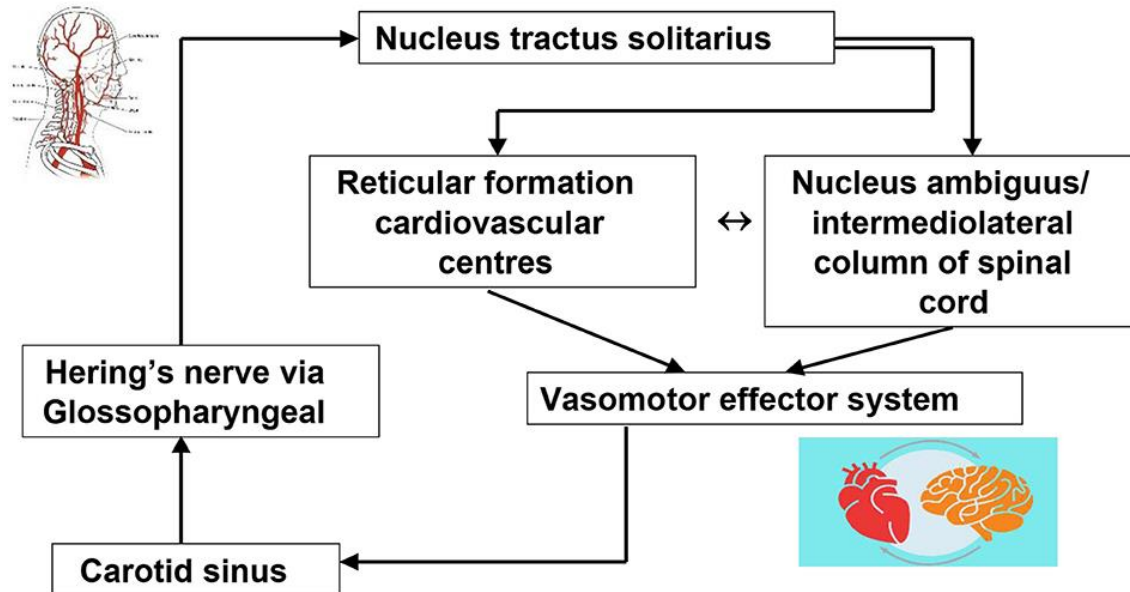 Nucleus tractus solitarius
Reticular formation
cardiovascular
centres
↔
Nucleus ambiguus/
intermediolateral
column of spinal
cord
Hering’s nerve via
Glossopharyngeal
Vasomotor effector system
Carotid sinus